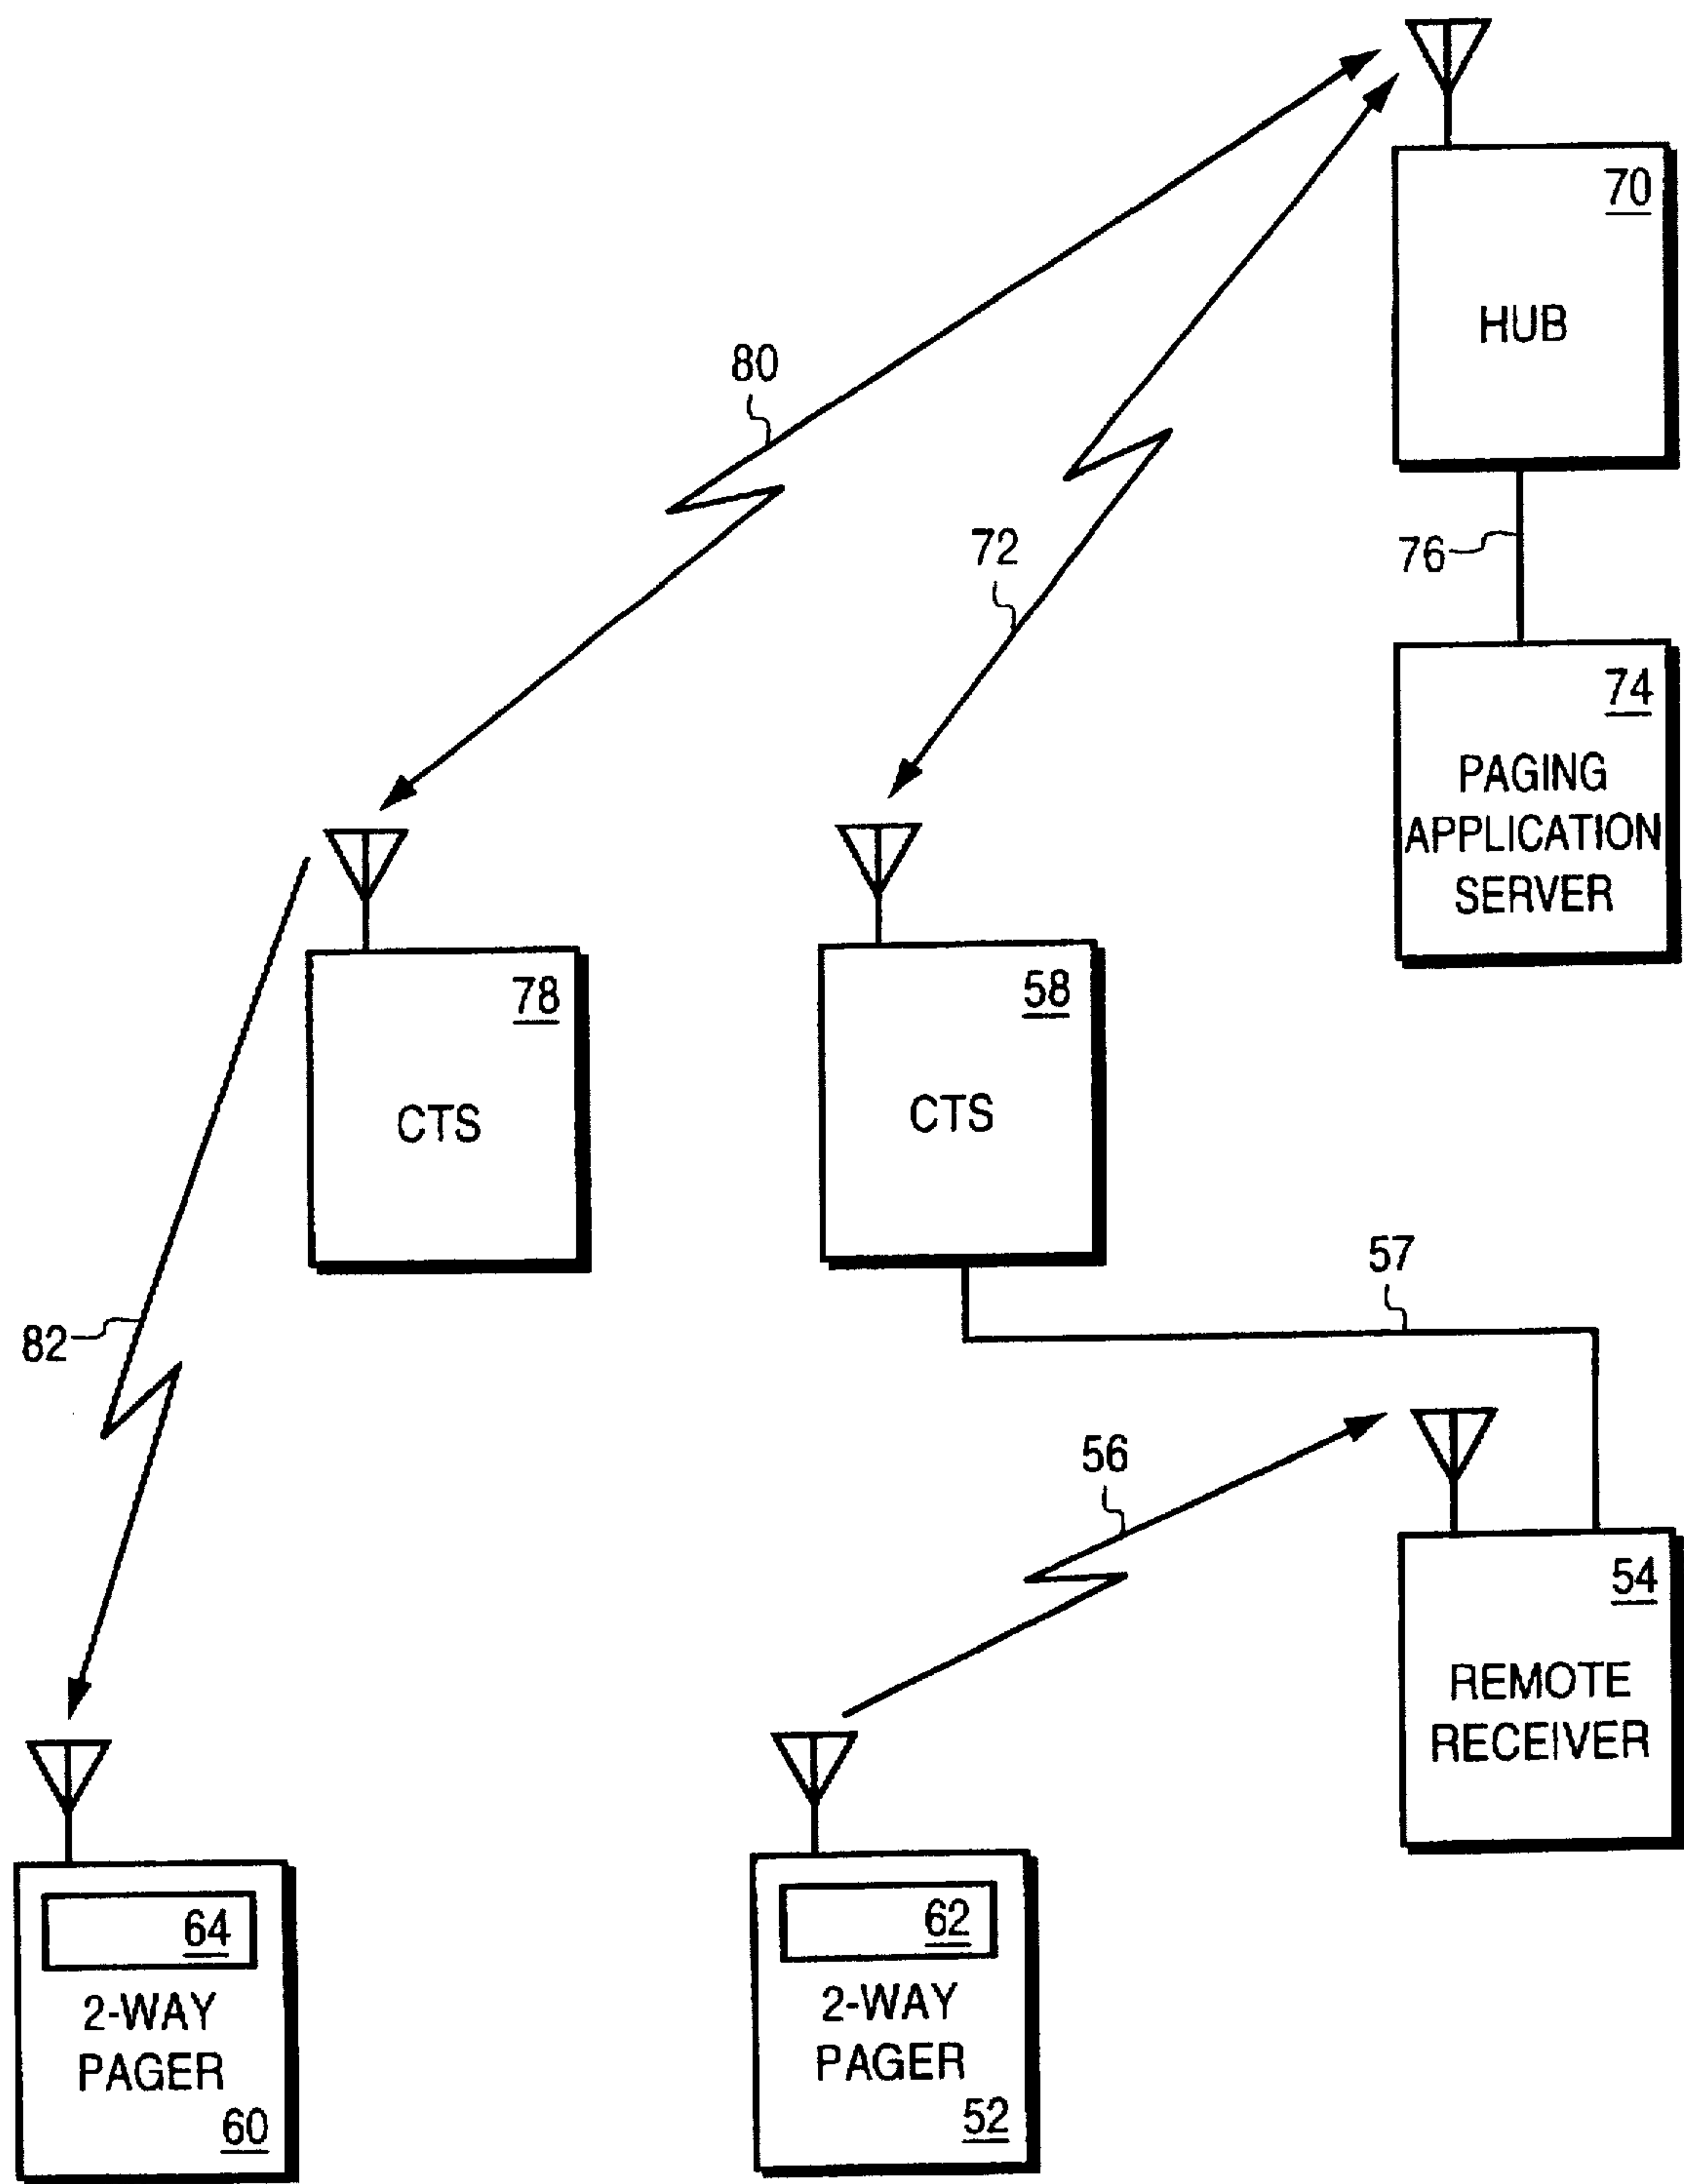 70
HUB
80
72
76
74
PAGING
APPLICATION
SERVER
78
CTS
58
CTS
57
82
56
54
REMOTE
RECEIVER
64
2-WAY
PAGER
60
62
2-WAY
PAGER
52